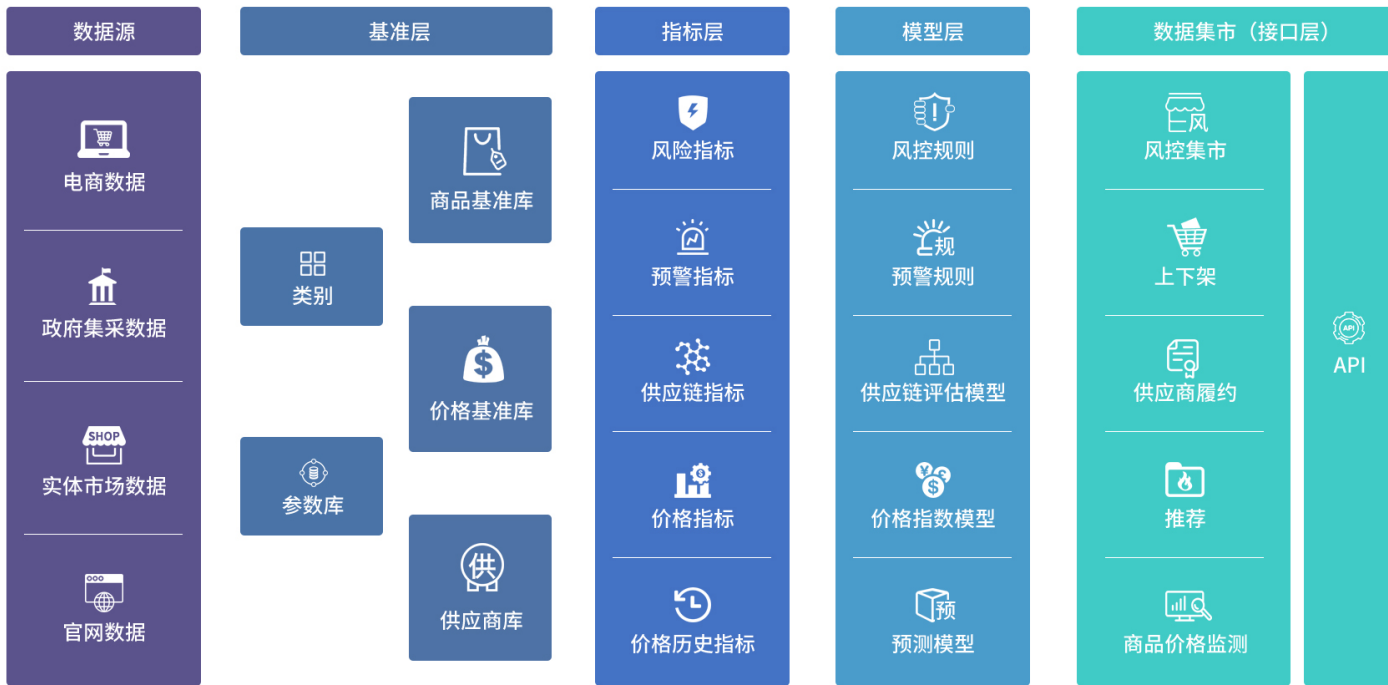 数据源
基准层
指标层
模型层
数据集市（接口层）
电商数据
政府集采数据
SHOP
实体市场数据
官网数据
类别
参数库
商品基准库
$
价格基准库
供
供应商库
风险指标
预警指标
供应链指标
$
价格指标
价格历史指标
风控规则
规
预警规则
供应链评估模型
¥ € $
价格指数模型
预
预测模型
风
风控集市
上下架
供应商履约
推荐
商品价格监测
API
API